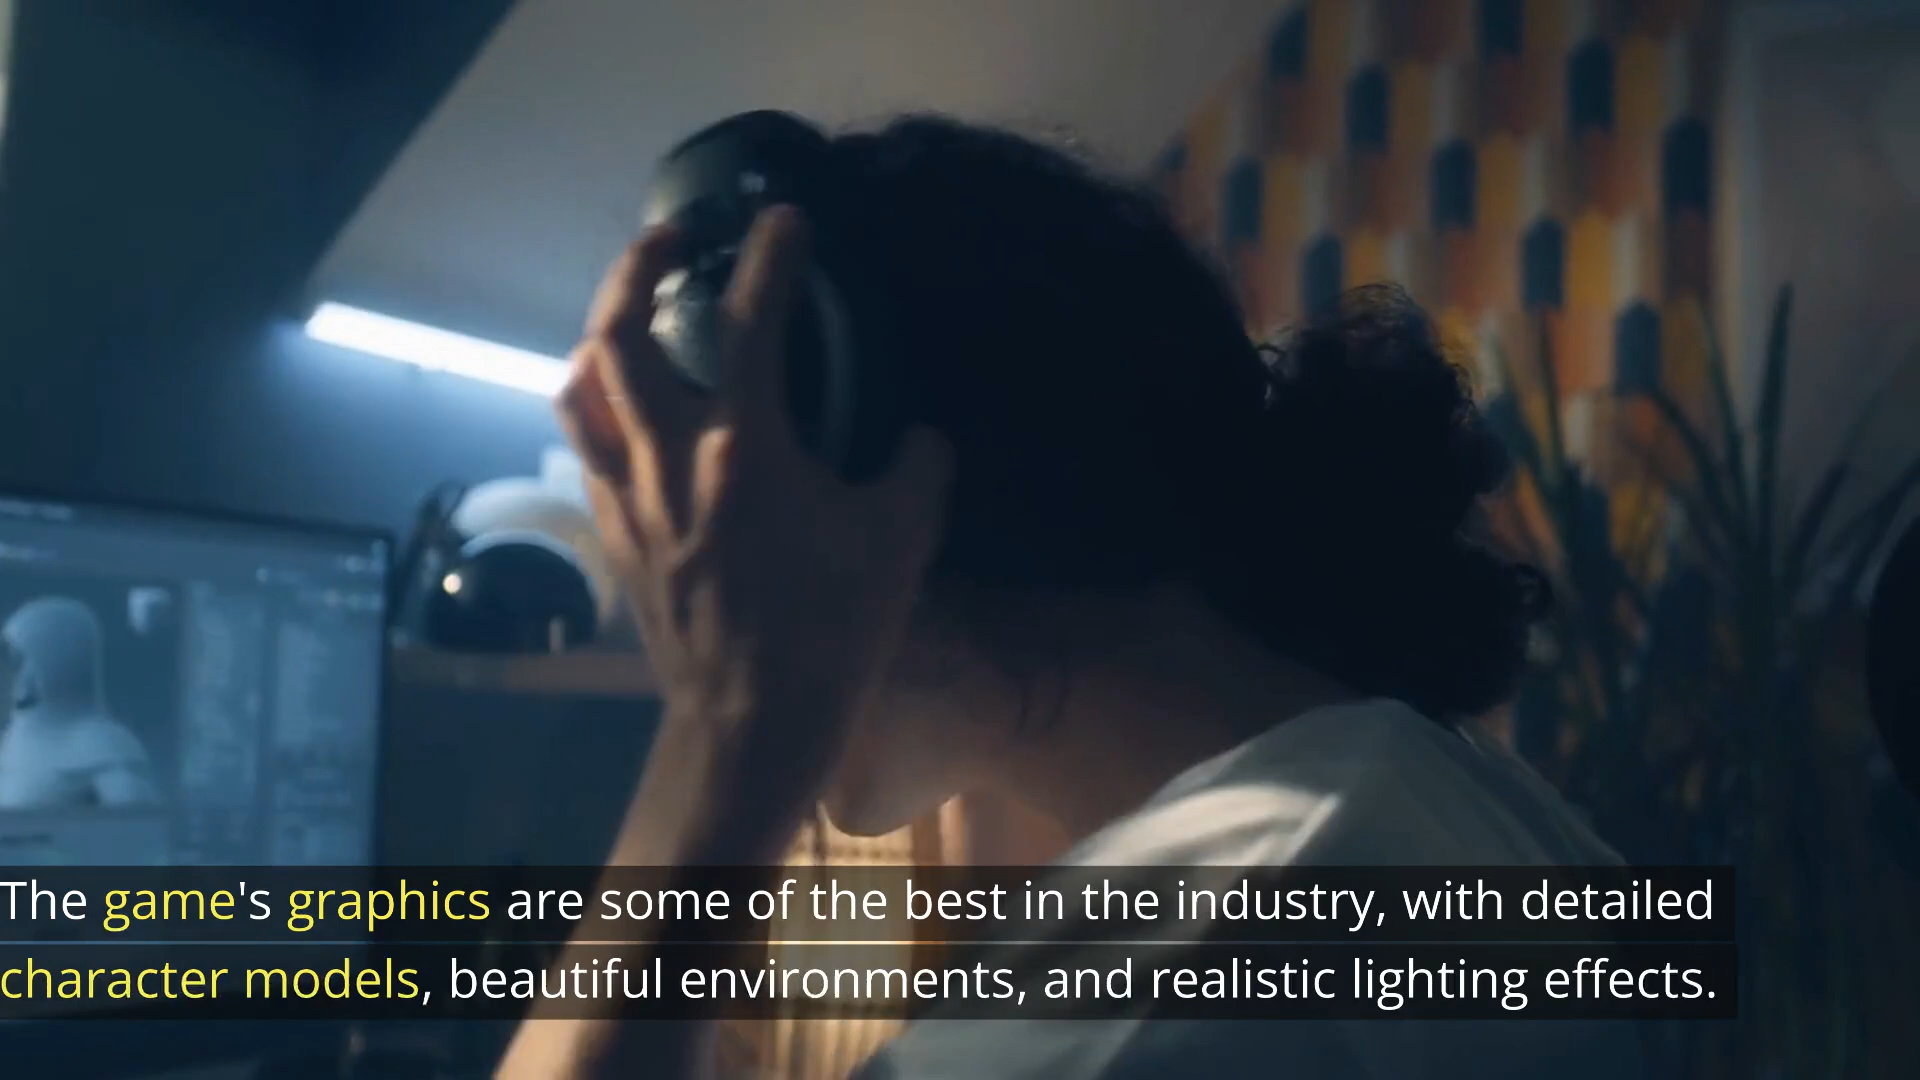 The game's graphics are some of the best in the industry, with detailed
character models, beautiful environments, and realistic lighting effects.